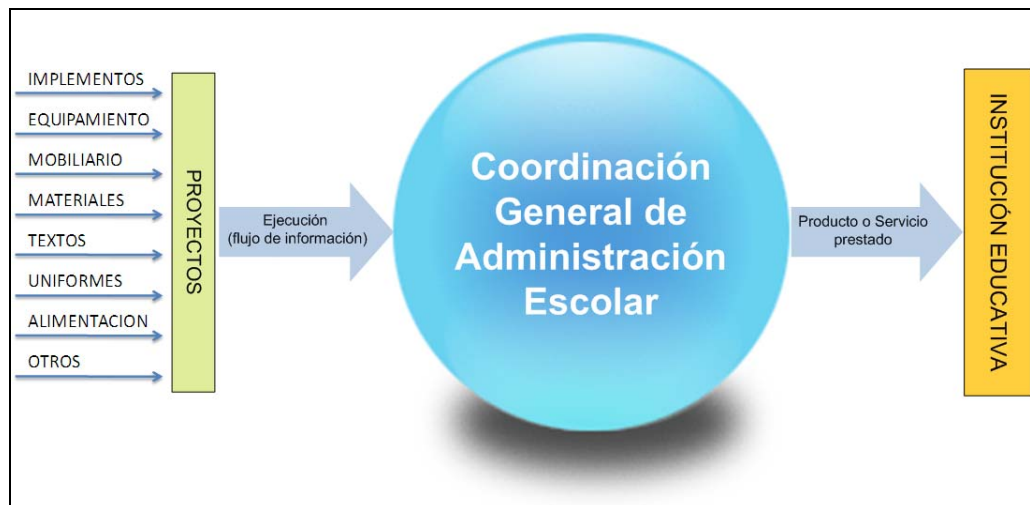 IMPLEMENTOS
EQUIPAMIENTO
MOBILIARIO
MATERIALES
TEXTOS
UNIFORMES
ALIMENTACION
OTROS
PROYECTOS
Ejecución
(flujo de información)
Coordinación
General de
Administración
Escolar
Producto o Servicio
prestado
INSTITUCIÓN EDUCATIVA